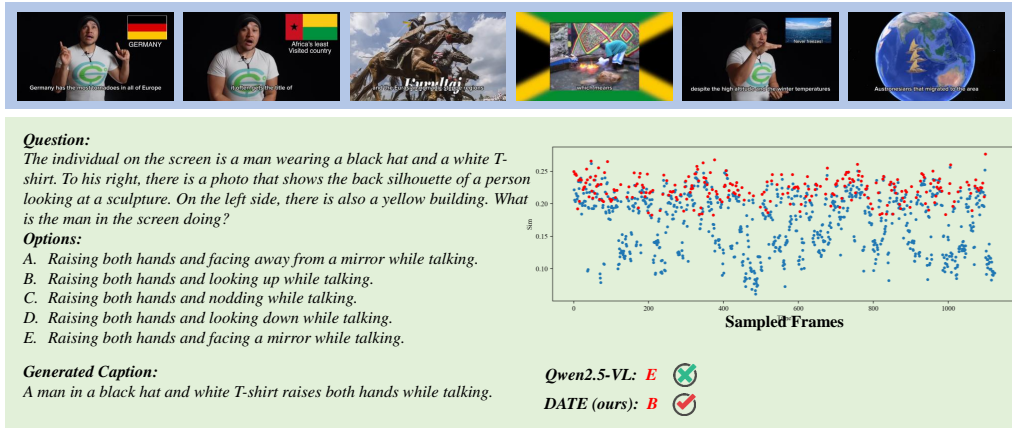 GERMANY
Germany has the most tornadoes in all of Europe
Africa's least
Visited country
it often gets the title of
Euryltai
and the Eur
regions
which means
Never freezes!
despite the high altitude and the winter temperatures
Austronesians that migrated to the area
Question:
The individual on the screen is a man wearing a black hat and a white T-
shirt. To his right, there is a photo that shows the back silhouette of a person
looking at a sculpture. On the left side, there is also a yellow building. What
is the man in the screen doing?
Options:
A. Raising both hands and facing away from a mirror while talking.
B. Raising both hands and looking up while talking.
C. Raising both hands and nodding while talking.
D. Raising both hands and looking down while talking.
E. Raising both hands and facing a mirror while talking.
Generated Caption:
A man in a black hat and white T-shirt raises both hands while talking.
Sim
0.25
0.20
0.15
0.10
0 200 400 600 800 1000
Sampled Frames
Qwen2.5-VL: E
DATE (ours): B